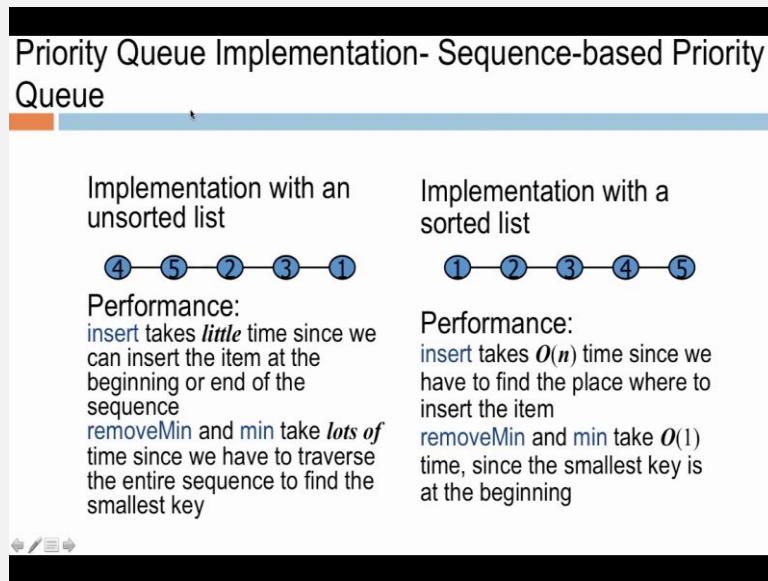 Priority Queue Implementation- Sequence-based Priority
Queue
Implementation with an
unsorted list
4 5 2 3 1
Performance:
insert takes little time since we
can insert the item at the
beginning or end of the
sequence
removeMin and min take lots of
time since we have to traverse
the entire sequence to find the
smallest key
Implementation with a
sorted list
1 2 3 4 5
Performance:
insert takes O(n) time since we
have to find the place where to
insert the item
removeMin and min take O(1)
time, since the smallest key is
at the beginning